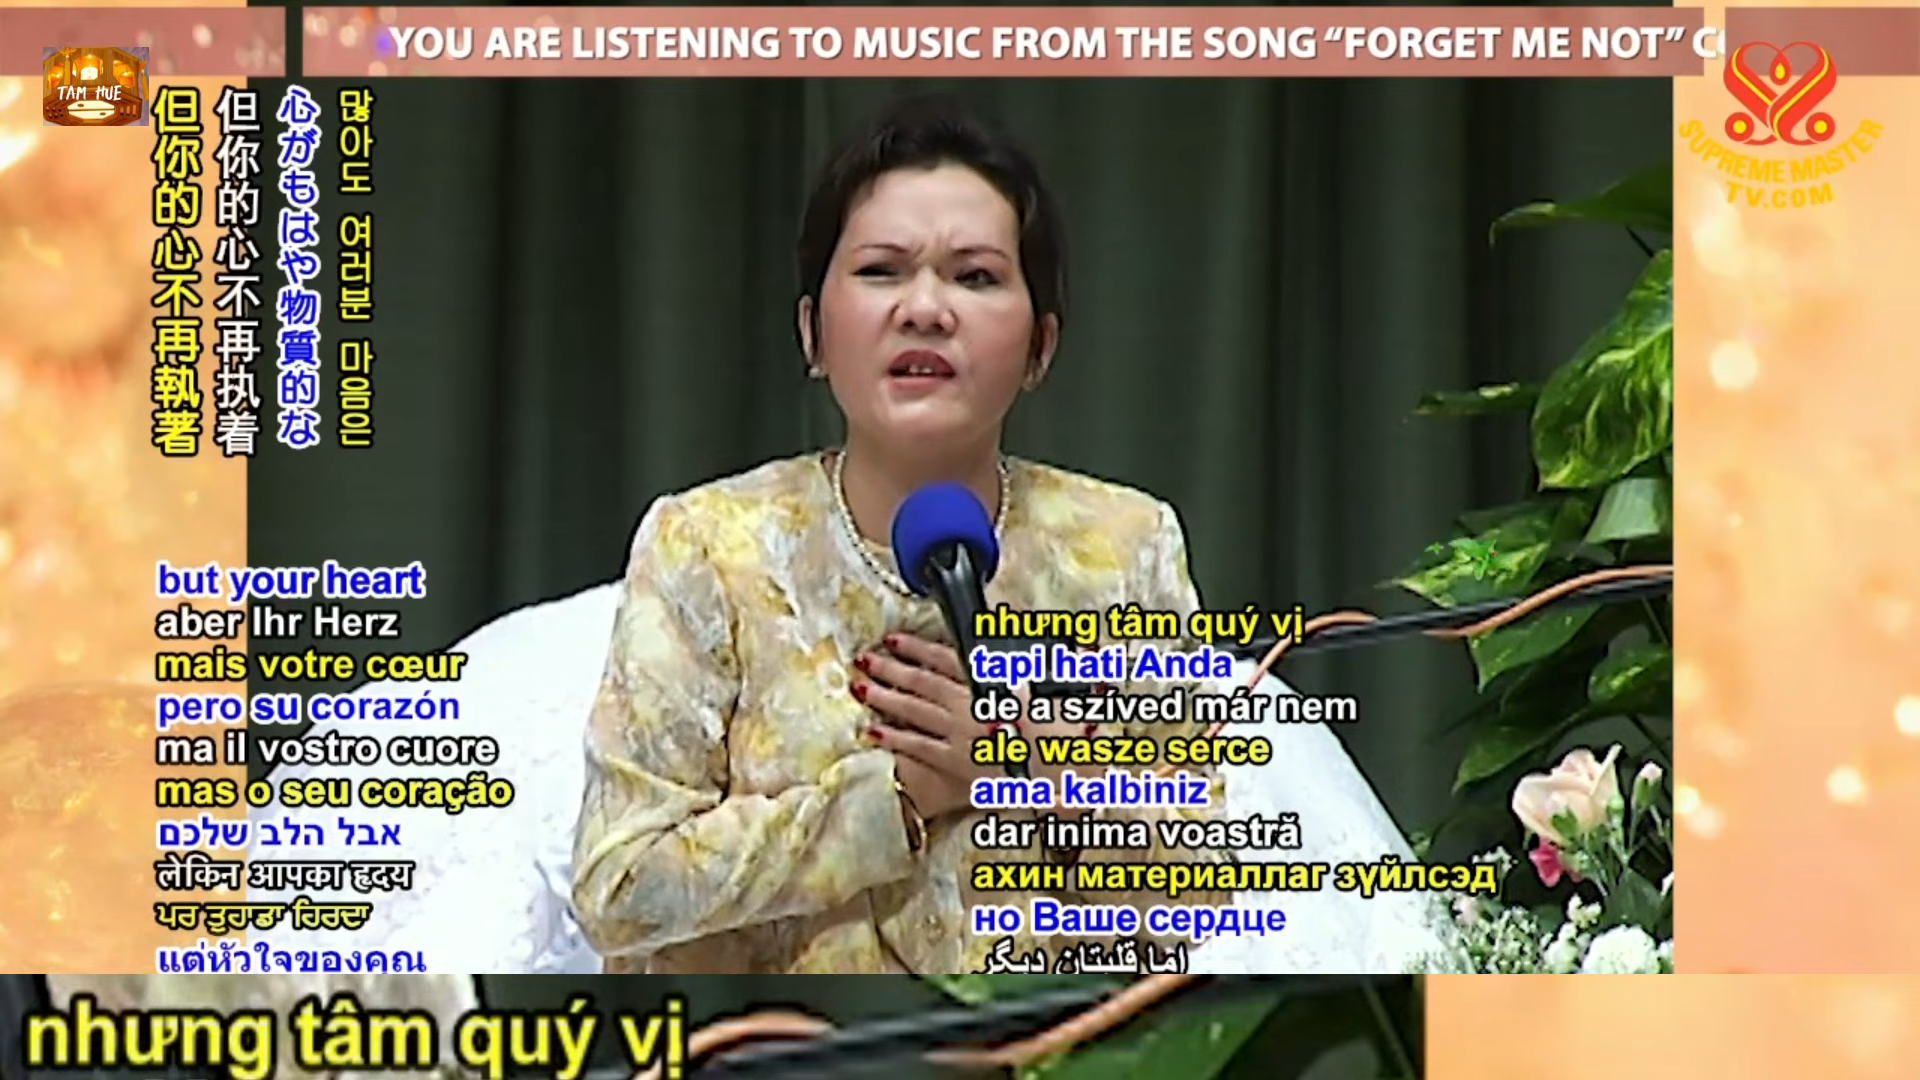 YOU ARE LISTENING TO MUSIC FROM THE SONG “FORGET ME NOT”
TAM HUE
SUPREME MASTER
TV.COM
但你的心不再執著
但你的心不再执着
心がもはや物質的な
많아도 여러분 마음은
but your heart
aber Ihr Herz
mais votre cœur
pero su corazón
ma il vostro cuore
mas o seu coração
אבל הלב שלכם
लेकिन आपका हृदय
ਪਰ ਤੁਹਾਡਾ ਹਿਰਦਾ
แต่หัวใจของคุณ
nhưng tâm quý vị
tapi hati Anda
de a szíved már nem
ale wasze serce
ama kalbiniz
dar inima voastră
ахин материаллаг зүйлсэд
но Ваше сердце
اما قلبتان دیگر
nhưng tâm quý vị